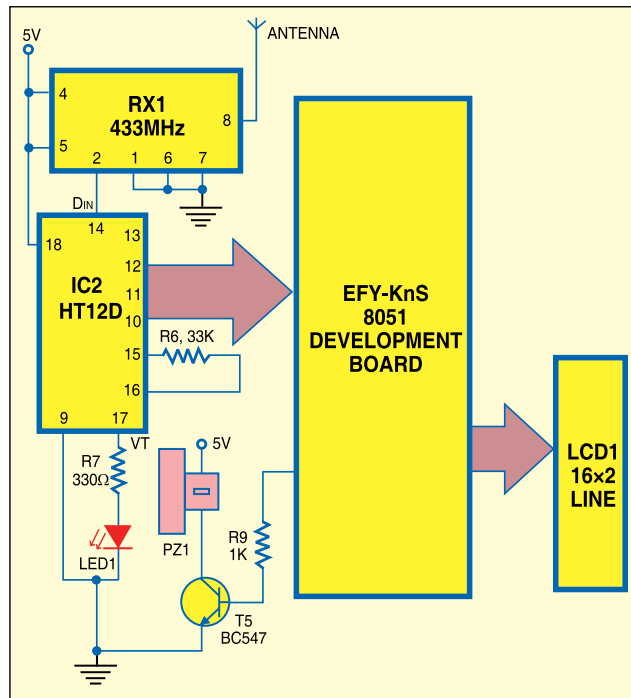 5V
ANTENNA
4
RX1
433MHz
8
5
2
1
6
7
DIN
14
13
18
12
IC2
HT12D
11
10
EFY-KnS
8051
DEVELOPMENT
BOARD
R6, 33K
15
16
9
17
VT
5V
R7
330Ω
LCD1
16×2
LINE
PZ1
R9
1K
LED1
T5
BC547